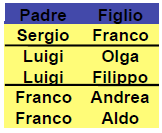 Padre Figlio
Sergio Franco
Luigi Olga
Luigi Filippo
Franco Andrea
Franco Aldo